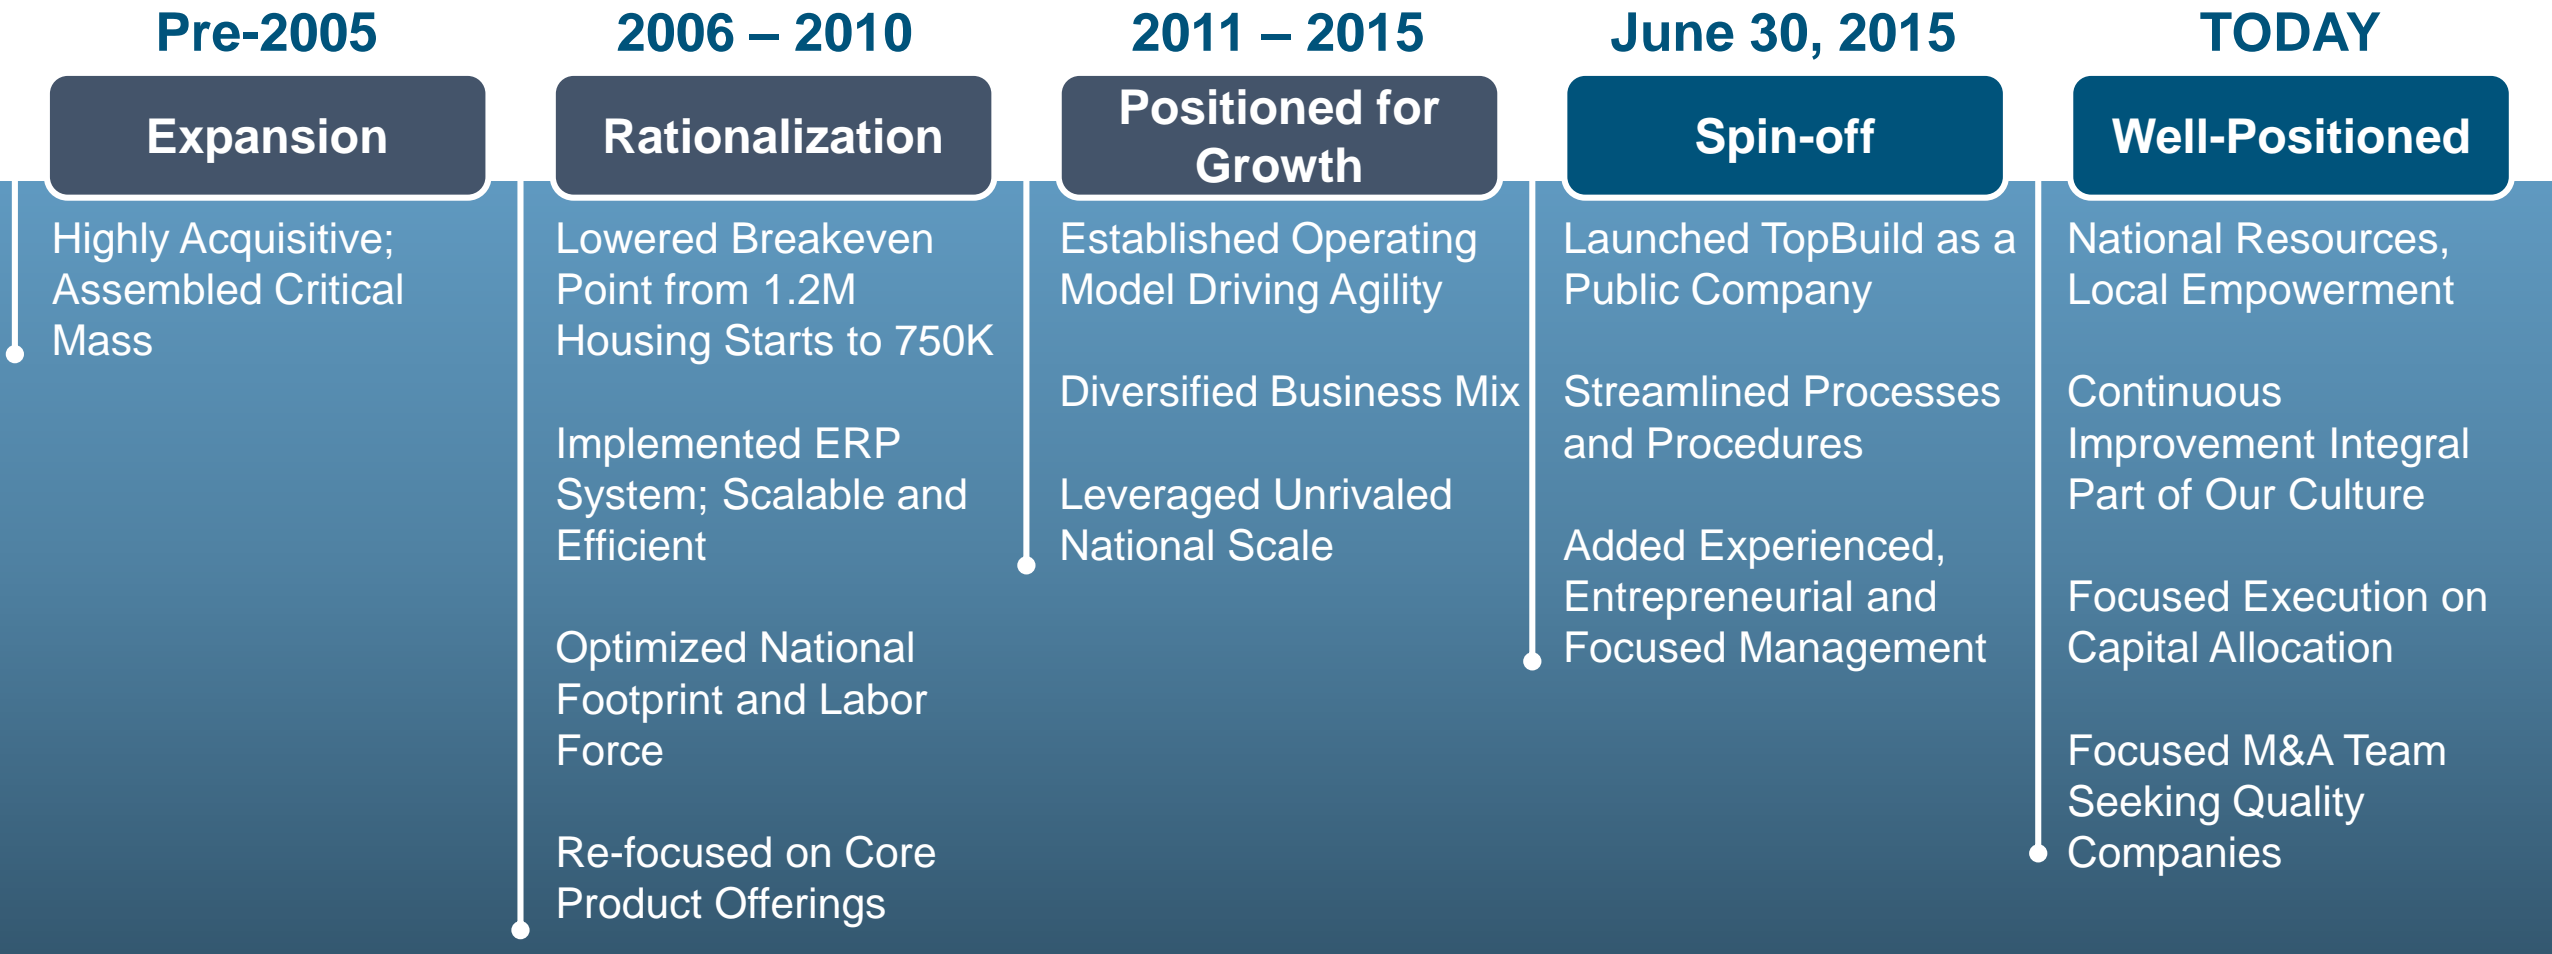 Pre-2005
Expansion
Highly Acquisitive;
Assembled Critical
Mass
2006 – 2010
Rationalization
Lowered Breakeven
Point from 1.2M
Housing Starts to 750K
Implemented ERP
System; Scalable and
Efficient
Optimized National
Footprint and Labor
Force
Re-focused on Core
Product Offerings
2011 – 2015
Positioned for
Growth
Established Operating
Model Driving Agility
Diversified Business Mix
Leveraged Unrivaled
National Scale
June 30, 2015
Spin-off
Launched TopBuild as a
Public Company
Streamlined Processes
and Procedures
Added Experienced,
Entrepreneurial and
Focused Management
TODAY
Well-Positioned
National Resources,
Local Empowerment
Continuous
Improvement Integral
Part of Our Culture
Focused Execution on
Capital Allocation
Focused M&A Team
Seeking Quality
Companies